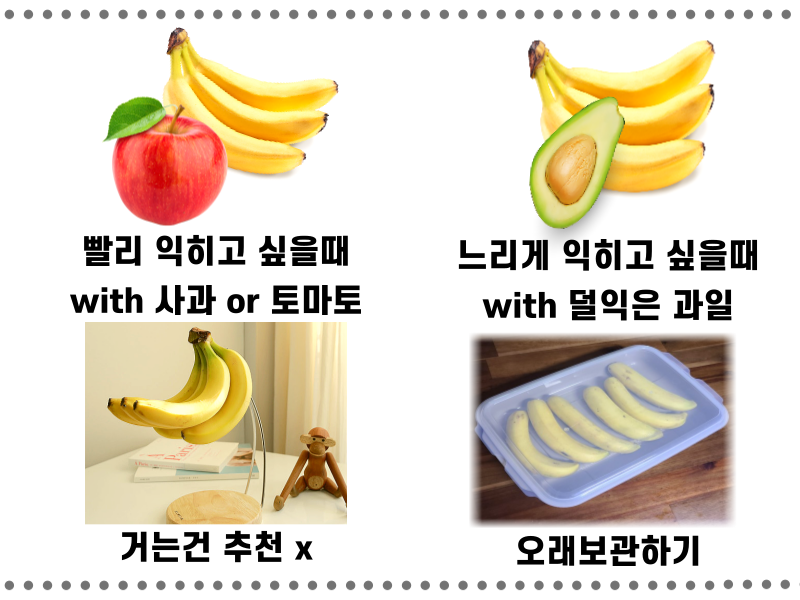 빨리 익히고 싶을때
with 사과 or 토마토
느리게 익히고 싶을때
with 덜익은 과일
거는건 추천 x
오래보관하기